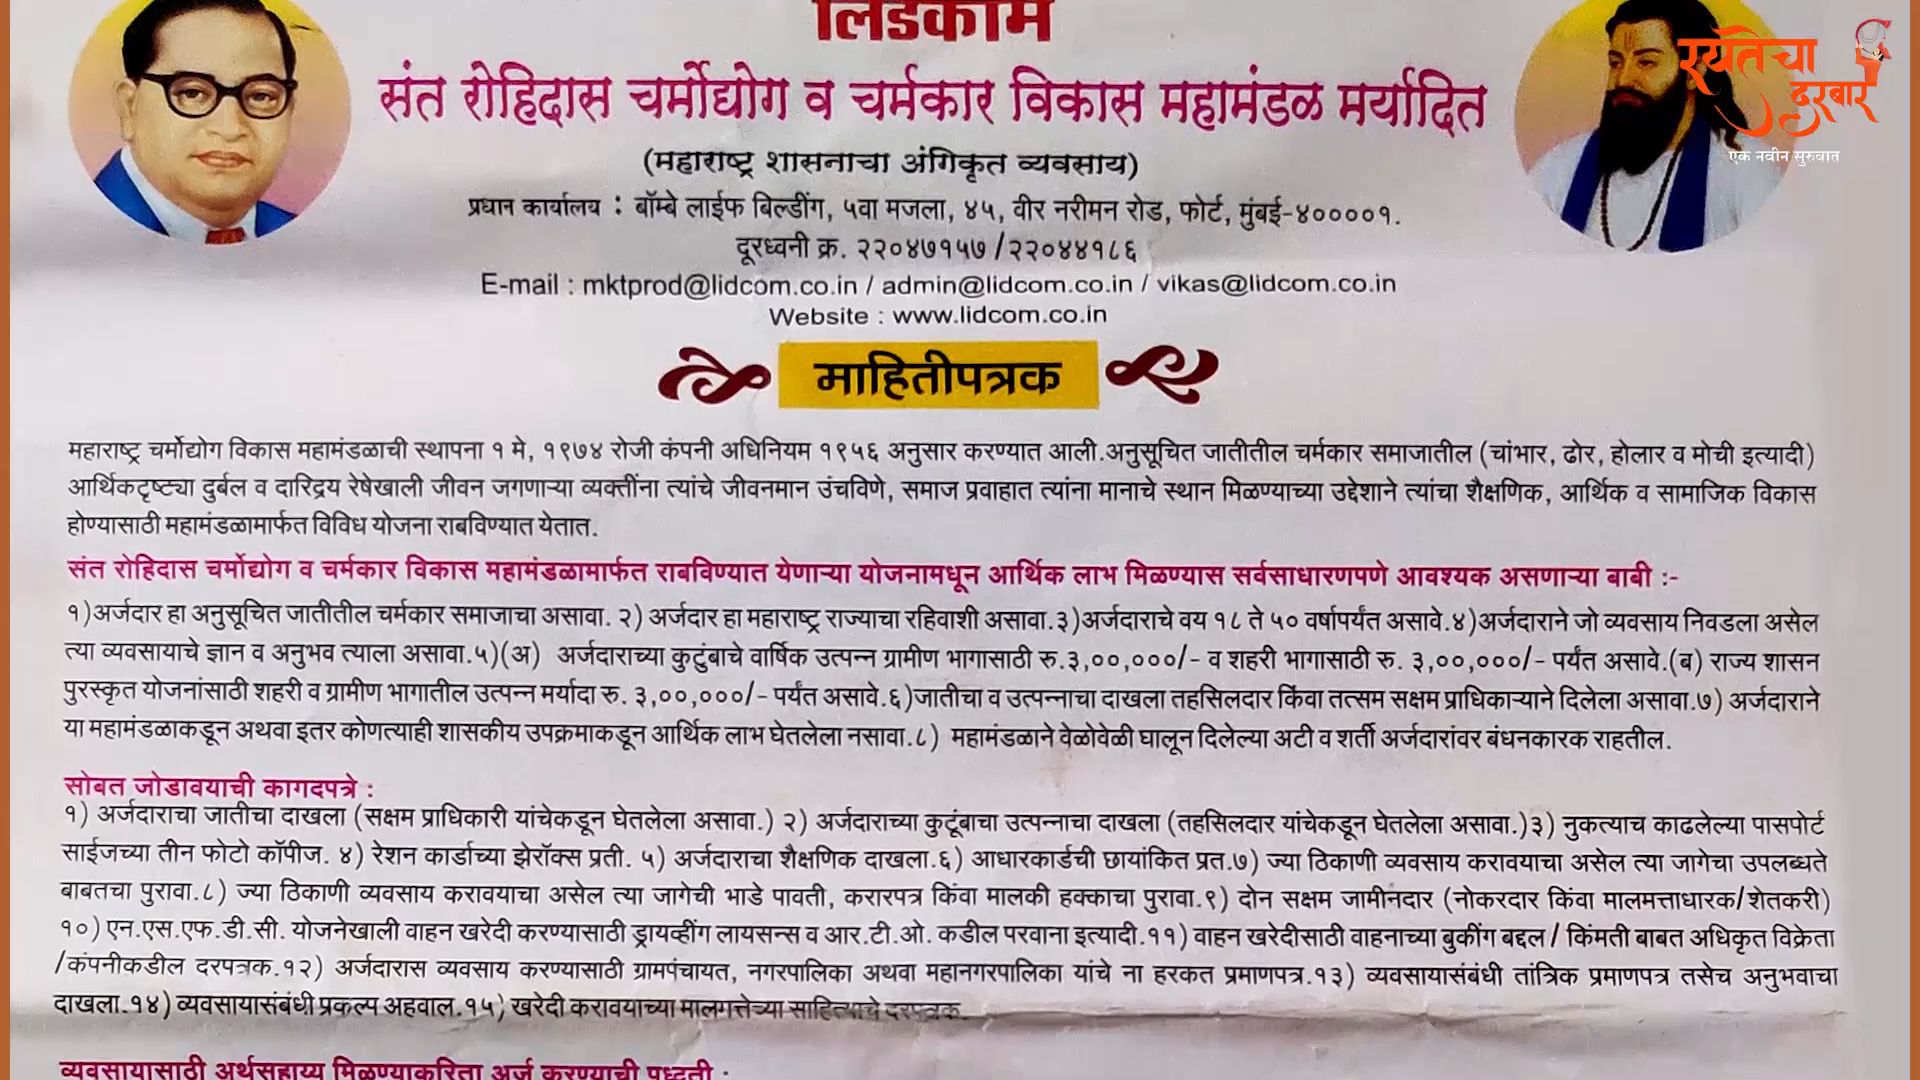 लिडकॉम
संत रोहिदास चर्मोद्योग व चर्मकार विकास महामंडळ मर्यादित
(महाराष्ट्र शासनाचा अंगिकृत व्यवसाय)
प्रधान कार्यालय : बॉम्बे लाईफ बिल्डींग, ५वा मजला, ४५, वीर नरीमन रोड, फोर्ट, मुंबई-४००००१.
दूरध्वनी क्र. २२०४७१५७ /२२०४४१८६
E-mail : mktprod@lidcom.co.in / admin@lidcom.co.in / vikas@lidcom.co.in
Website : www.lidcom.co.in
रयतेचा
दरबार
एक नवीन सुरुवात
माहितीपत्रक
महाराष्ट्र चर्मोद्योग विकास महामंडळाची स्थापना १ मे, १९७४ रोजी कंपनी अधिनियम १९५६ अनुसार करण्यात आली.अनुसूचित जातीतील चर्मकार समाजातील (चांभार, ढोर, होलार व मोची इत्यादी)
आर्थिकदृष्ट्या दुर्बल व दारिद्रय रेषेखाली जीवन जगणाऱ्या व्यक्तींना त्यांचे जीवनमान उंचविणे, समाज प्रवाहात त्यांना मानाचे स्थान मिळण्याच्या उद्देशाने त्यांचा शैक्षणिक, आर्थिक व सामाजिक विकास
होण्यासाठी महामंडळामार्फत विविध योजना राबविण्यात येतात.
संत रोहिदास चर्मोद्योग व चर्मकार विकास महामंडळामार्फत राबविण्यात येणाऱ्या योजनामधून आर्थिक लाभ मिळण्यास सर्वसाधारणपणे आवश्यक असणाऱ्या बाबी :-
१)अर्जदार हा अनुसूचित जातीतील चर्मकार समाजाचा असावा. २) अर्जदार हा महाराष्ट्र राज्याचा रहिवाशी असावा.३)अर्जदाराचे वय १८ ते ५० वर्षापर्यंत असावे.४)अर्जदाराने जो व्यवसाय निवडला असेल
त्या व्यवसायाचे ज्ञान व अनुभव त्याला असावा.५)(अ) अर्जदाराच्या कुटुंबाचे वार्षिक उत्पन्न ग्रामीण भागासाठी रु.३,००,०००/- व शहरी भागासाठी रु. ३,००,०००/- पर्यंत असावे.(ब) राज्य शासन
पुरस्कृत योजनांसाठी शहरी व ग्रामीण भागातील उत्पन्न मर्यादा रु. ३,००,०००/- पर्यंत असावे.६)जातीचा व उत्पन्नाचा दाखला तहसिलदार किंवा तत्सम सक्षम प्राधिकाऱ्याने दिलेला असावा.७) अर्जदाराने
या महामंडळाकडून अथवा इतर कोणत्याही शासकीय उपक्रमाकडून आर्थिक लाभ घेतलेला नसावा.८) महामंडळाने वेळोवेळी घालून दिलेल्या अटी व शर्ती अर्जदारांवर बंधनकारक राहतील.
सोबत जोडावयाची कागदपत्रे :
१) अर्जदाराचा जातीचा दाखला (सक्षम प्राधिकारी यांचेकडून घेतलेला असावा.) २) अर्जदाराच्या कुटूंबाचा उत्पन्नाचा दाखला (तहसिलदार यांचेकडून घेतलेला असावा.)३) नुकत्याच काढलेल्या पासपोर्ट
साईजच्या तीन फोटो कॉपीज. ४) रेशन कार्डाच्या झेरॉक्स प्रती. ५) अर्जदाराचा शैक्षणिक दाखला.६) आधारकार्डची छायांकित प्रत.७) ज्या ठिकाणी व्यवसाय करावयाचा असेल त्या जागेचा उपलब्धते
बाबतचा पुरावा.८) ज्या ठिकाणी व्यवसाय करावयाचा असेल त्या जागेची भाडे पावती, करारपत्र किंवा मालकी हक्काचा पुरावा.९) दोन सक्षम जामीनदार (नोकरदार किंवा मालमत्ताधारक/शेतकरी)
१०) एन.एस.एफ.डी.सी. योजनेखाली वाहन खरेदी करण्यासाठी ड्रायव्हींग लायसन्स व आर.टी.ओ. कडील परवाना इत्यादी.११) वाहन खरेदीसाठी वाहनाच्या बुकींग बद्दल / किंमती बाबत अधिकृत विक्रेता
/कंपनीकडील दरपत्रक.१२) अर्जदारास व्यवसाय करण्यासाठी ग्रामपंचायत, नगरपालिका अथवा महानगरपालिका यांचे ना हरकत प्रमाणपत्र.१३) व्यवसायासंबंधी तांत्रिक प्रमाणपत्र तसेच अनुभवाचा
दाखला.१४) व्यवसायासंबंधी प्रकल्प अहवाल.१५) खरेदी करावयाच्या मालमत्तेच्या साहित्याचे दरपत्रक.
व्यवसायासाठी अर्थसहाय्य मिळण्याकरिता अर्ज करण्याची पध्दती :